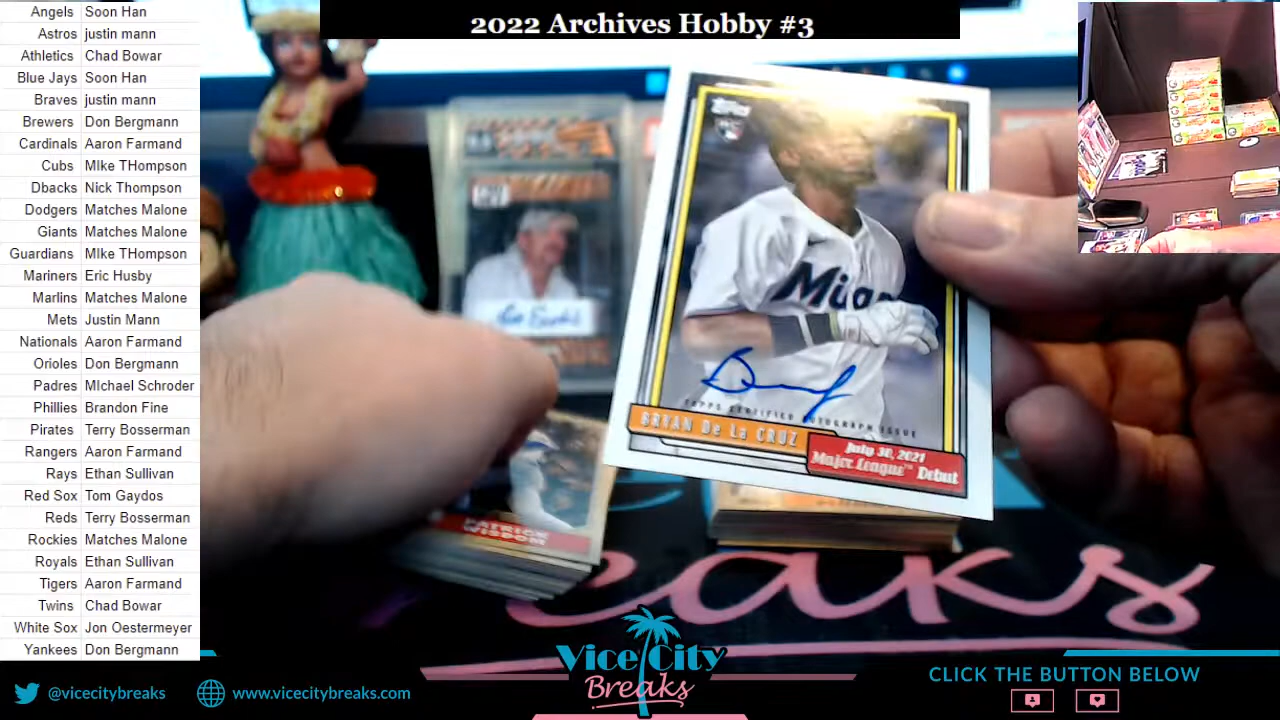 2022 Archives Hobby #3
Angels Soon Han
Astros justin mann
Athletics Chad Bowar
Blue Jays Soon Han
Braves justin mann
Brewers Don Bergmann
Cardinals Aaron Farmand
Cubs MIke THompson
Dbacks Nick Thompson
Dodgers Matches Malone
Giants Matches Malone
Guardians MIke THompson
Mariners Eric Husby
Marlins Matches Malone
Mets Justin Mann
Nationals Aaron Farmand
Orioles Don Bergmann
Padres MIchael Schroder
Phillies Brandon Fine
Pirates Terry Bosserman
Rangers Aaron Farmand
Rays Ethan Sullivan
Red Sox Tom Gaydos
Reds Terry Bosserman
Rockies Matches Malone
Royals Ethan Sullivan
Tigers Aaron Farmand
Twins Chad Bowar
White Sox Jon Oestermeyer
Yankees Don Bergmann
Topps
Miam
TOPPS CERTIFIED AUTOGRAPH ISSUE
BRYAN De La CRUZ
July 30, 2021
Major League™ Debut
PATRICK
WISDOM
eaks
Vice City
Breaks
@vicecitybreaks
www.vicecitybreaks.com
CLICK THE BUTTON BELOW